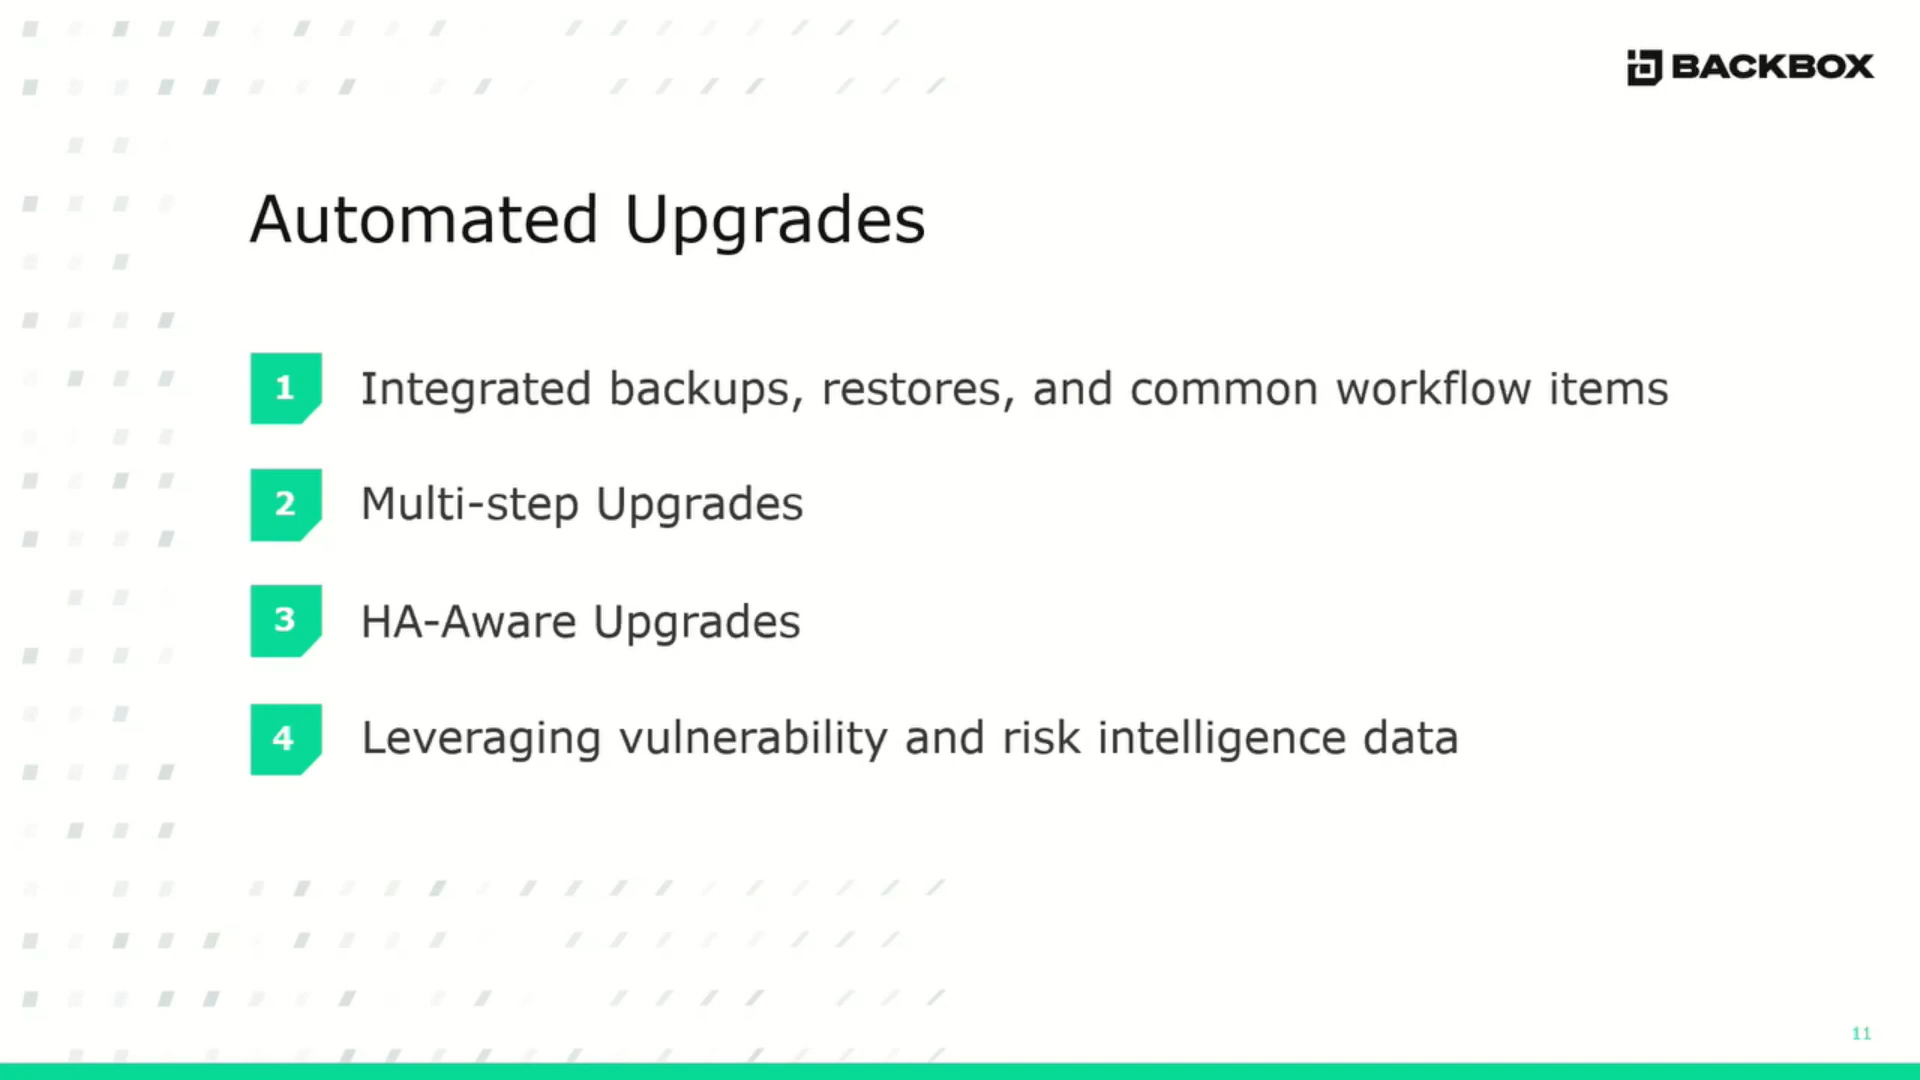 BACKBOX
Automated Upgrades
1 Integrated backups, restores, and common workflow items
2 Multi-step Upgrades
3 HA-Aware Upgrades
4 Leveraging vulnerability and risk intelligence data
11